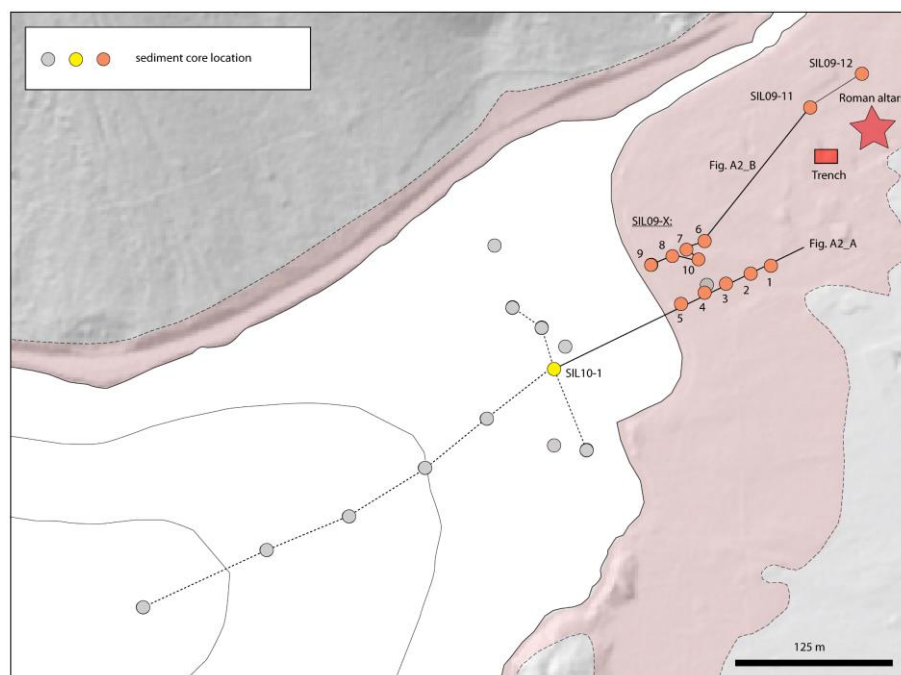 sediment core location
SIL09-12
SIL09-11
Roman altar
Fig. A2_B
Trench
SIL09-X:
6
7
8
9
10
Fig. A2_A
1
2
3
4
5
SIL10-1
125 m